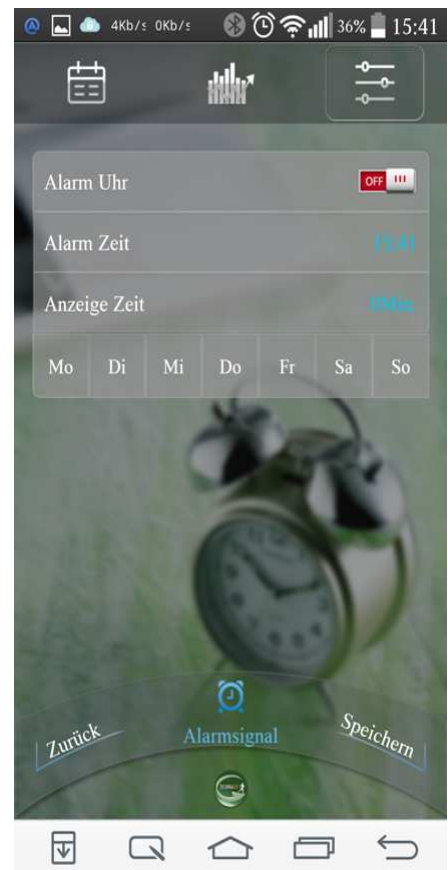 4Kb/s 0Kb/s 36% 15:41
Alarm Uhr OFF
Alarm Zeit 15:41
Anzeige Zeit 0Min
Mo Di Mi Do Fr Sa So
Zurück Alarmsignal Speichern